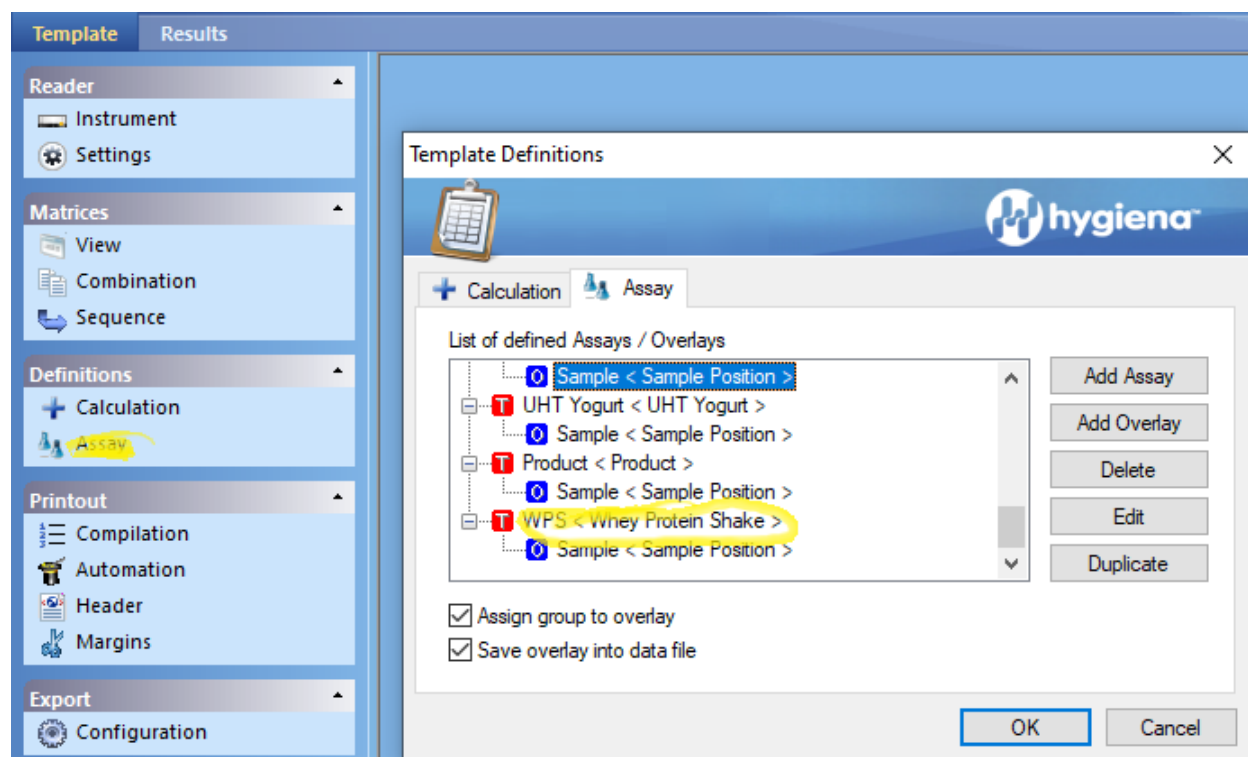 Template Results
Reader
Instrument
Settings
Matrices
View
Combination
Sequence
Definitions
Calculation
Assay
Printout
Compilation
Automation
Header
Margins
Export
Configuration
Template Definitions
hygiena™
Calculation Assay
List of defined Assays / Overlays
O Sample < Sample Position >
T UHT Yogurt < UHT Yogurt >
O Sample < Sample Position >
T Product < Product >
O Sample < Sample Position >
T WPS < Whey Protein Shake >
O Sample < Sample Position >
Add Assay
Add Overlay
Delete
Edit
Duplicate
Assign group to overlay
Save overlay into data file
OK Cancel